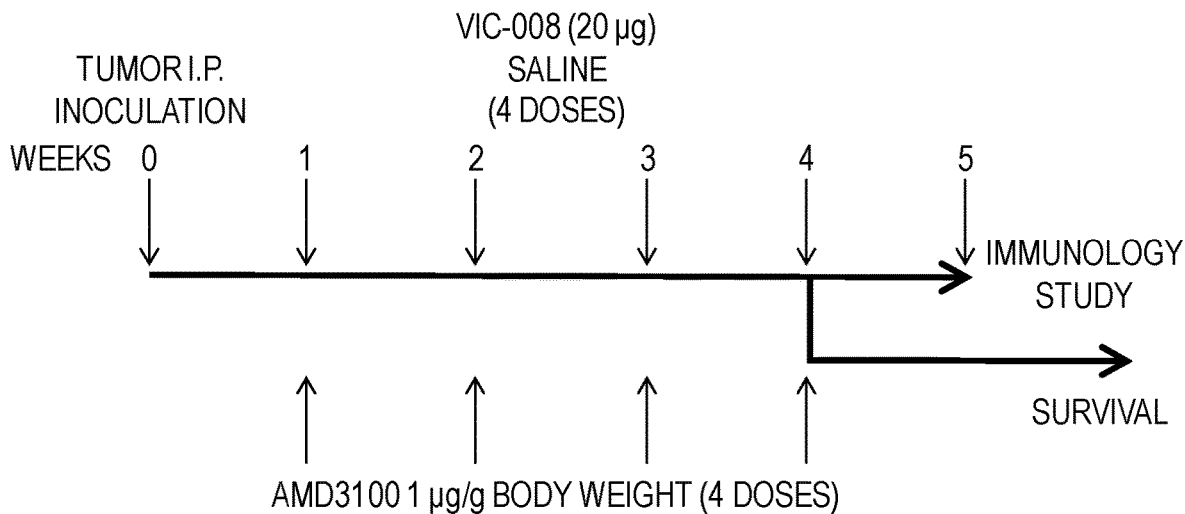 VIC-008 (20 µg)
SALINE
(4 DOSES)
TUMOR I.P.
INOCULATION
WEEKS 0 1 2 3 4 5
IMMUNOLOGY
STUDY
SURVIVAL
AMD3100 1 µg/g BODY WEIGHT (4 DOSES)